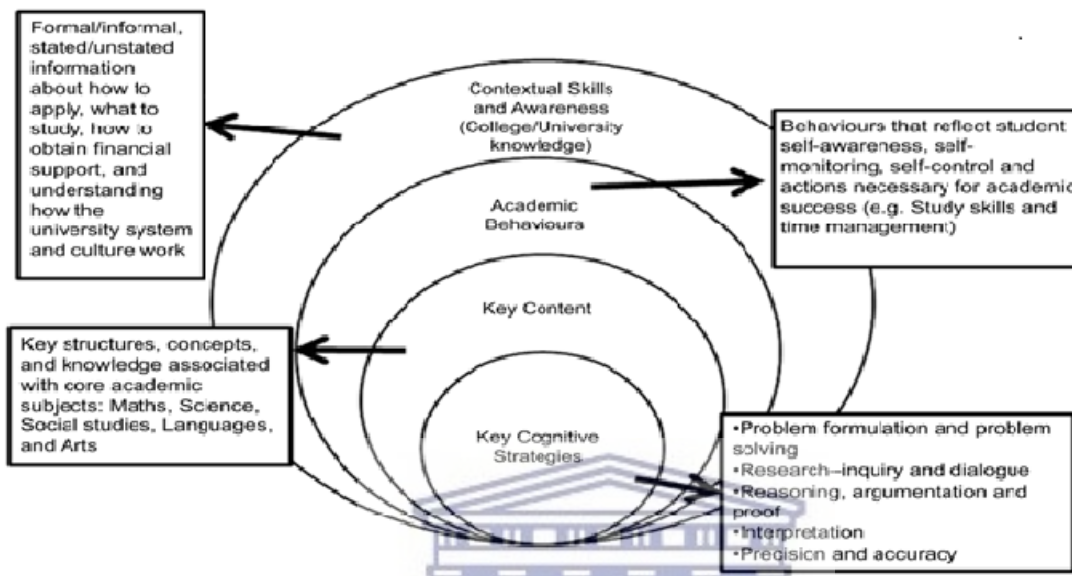 Formal/informal,
stated/unstated
information
about how to
apply, what to
study, how to
obtain financial
support, and
understanding
how the
university system
and culture work
Contextual Skills
and Awareness
(College/University
knowledge)
Behaviours that reflect student
self-awareness, self-
monitoring, self-control and
actions necessary for academic
success (e.g. Study skills and
time management)
Academic
Behaviours
Key Content
Key structures, concepts,
and knowledge associated
with core academic
subjects: Maths, Science,
Social studies, Languages,
and Arts
Key Cognitive
Strategies
•Problem formulation and problem
solving
•Research–inquiry and dialogue
•Reasoning, argumentation and
proof
•Interpretation
•Precision and accuracy